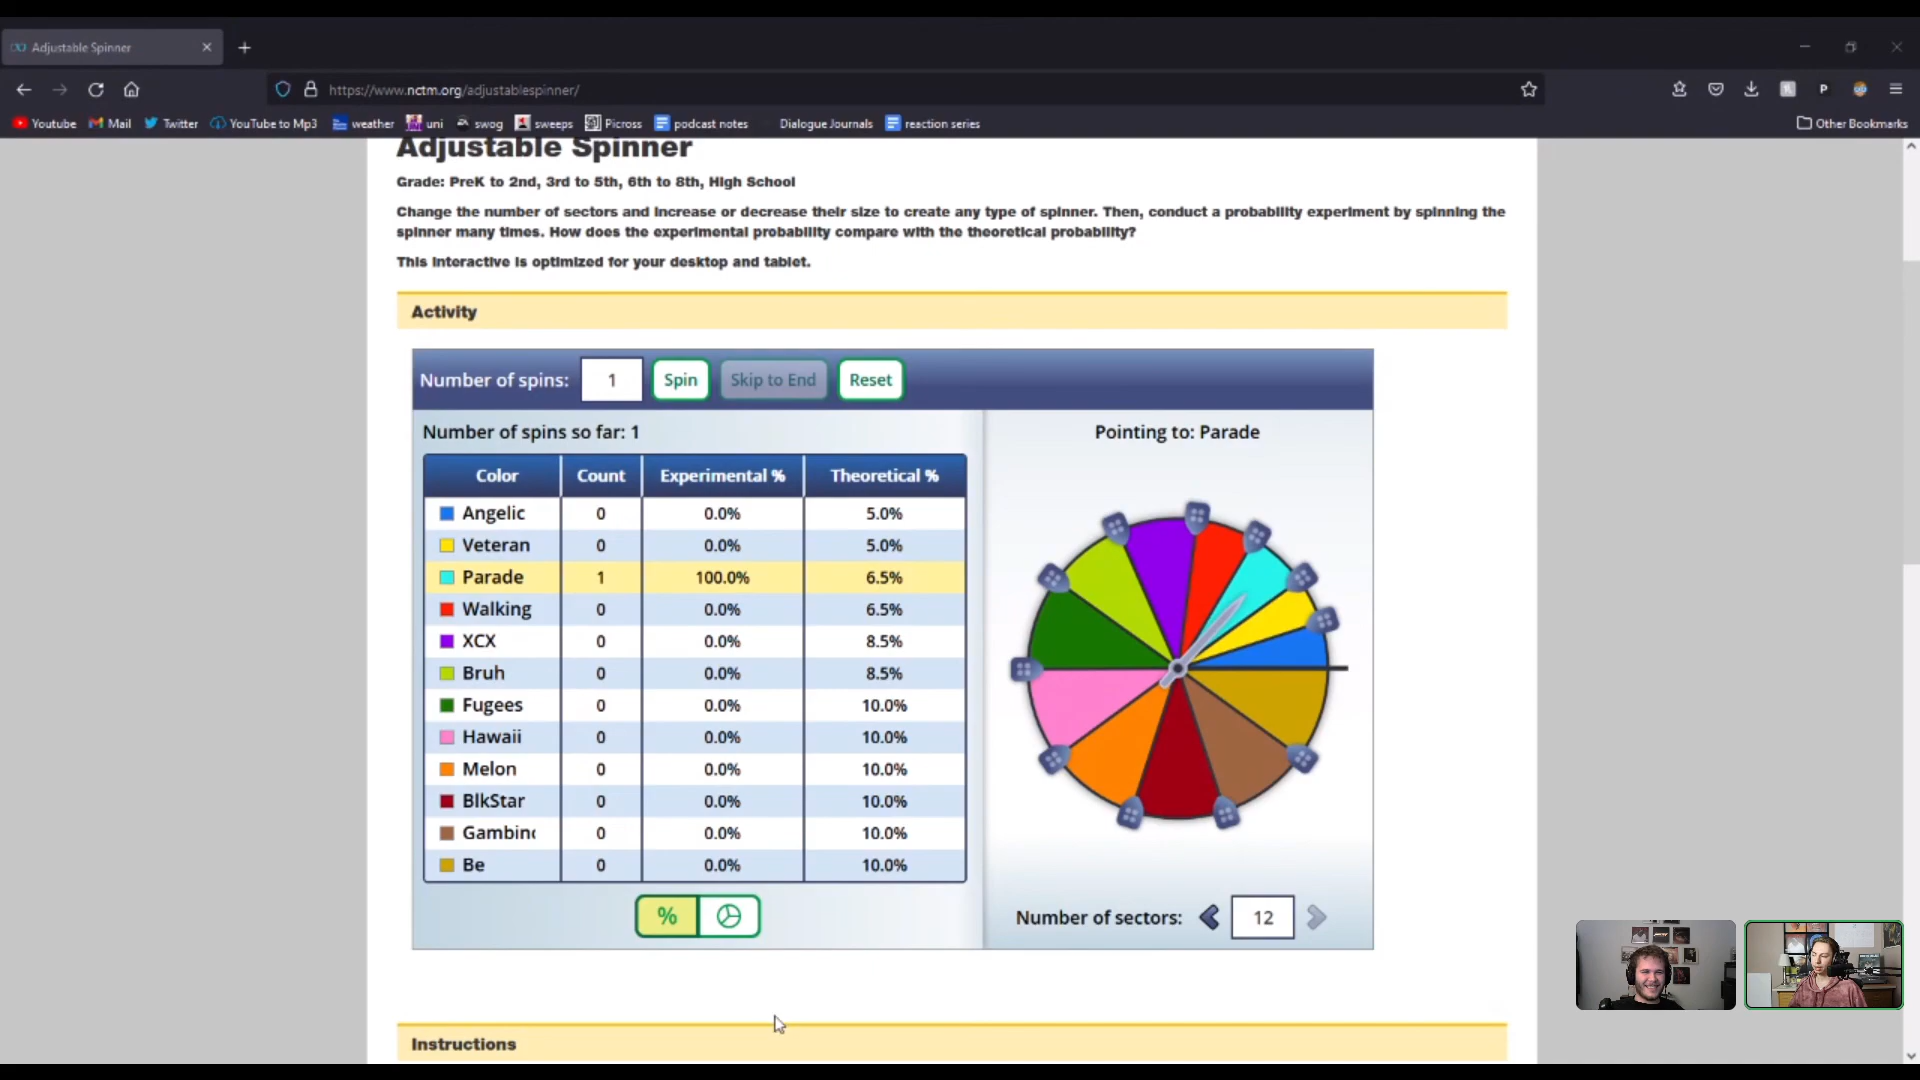 Adjustable Spinner
https://www.nctm.org/adjustablespinner/
Youtube Mail Twitter YouTube to Mp3 weather uni swog sweeps Picross podcast notes Dialogue Journals reaction series Other Bookmarks
Adjustable Spinner
Grade: PreK to 2nd, 3rd to 5th, 6th to 8th, High School
Change the number of sectors and increase or decrease their size to create any type of spinner. Then, conduct a probability experiment by spinning the
spinner many times. How does the experimental probability compare with the theoretical probability?
This interactive is optimized for your desktop and tablet.
Activity
Number of spins: 1 Spin Skip to End Reset
Number of spins so far: 1
Pointing to: Parade
Color Count Experimental % Theoretical %
Angelic 0 0.0% 5.0%
Veteran 0 0.0% 5.0%
Parade 1 100.0% 6.5%
Walking 0 0.0% 6.5%
XCX 0 0.0% 8.5%
Bruh 0 0.0% 8.5%
Fugees 0 0.0% 10.0%
Hawaii 0 0.0% 10.0%
Melon 0 0.0% 10.0%
BlkStar 0 0.0% 10.0%
Gambino 0 0.0% 10.0%
Be 0 0.0% 10.0%
%
Number of sectors: 12
Instructions